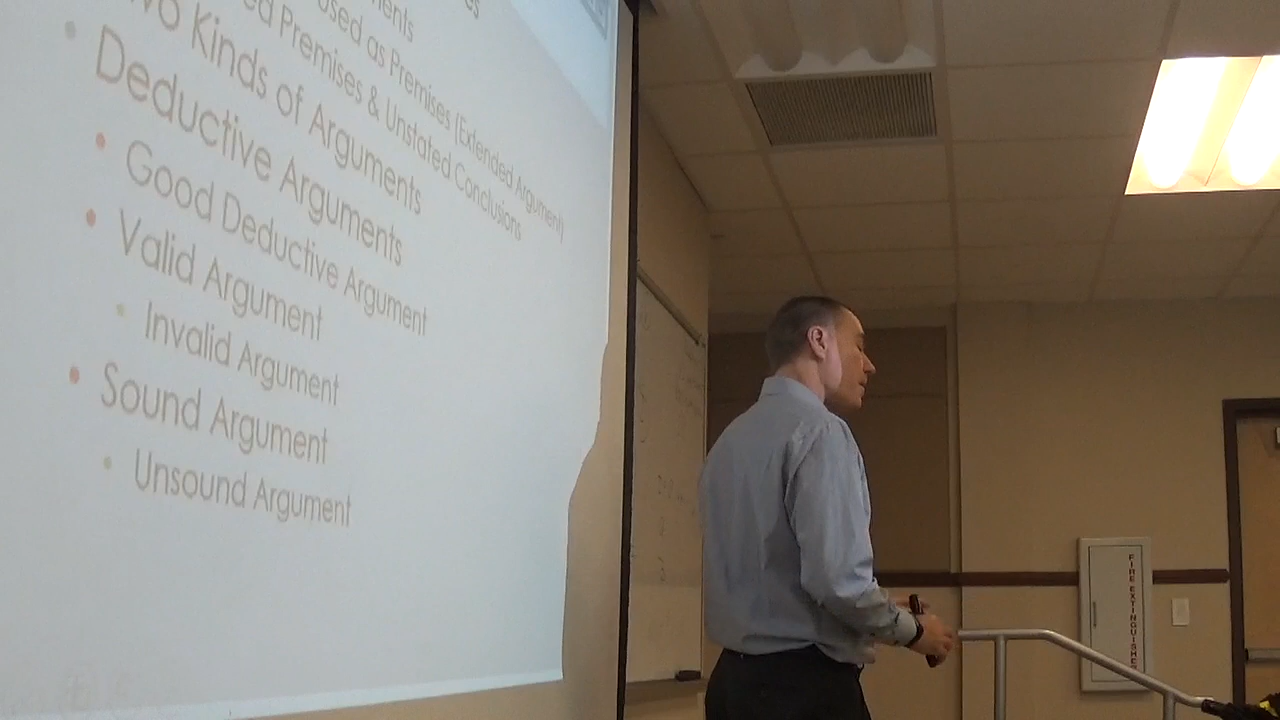 used as Premises (Extended Argument)
Premises & Unstated Conclusions
Kinds of Arguments
Deductive Arguments
Good Deductive Argument
Valid Argument
Invalid Argument
Sound Argument
Unsound Argument
FIRE EXTINGUISHER